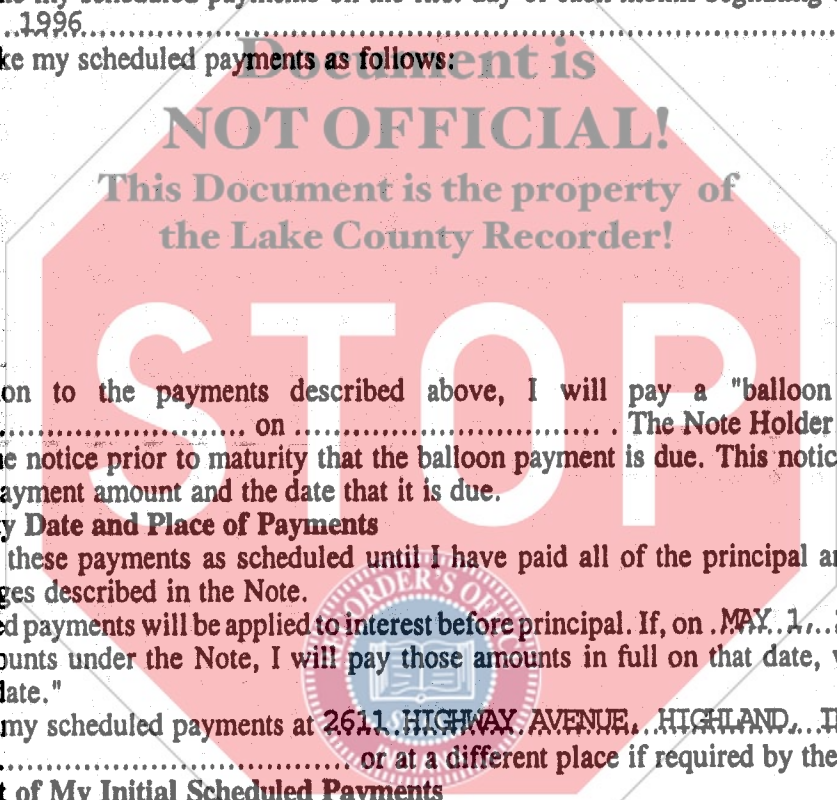 1996
ke my scheduled payments as follows:
Document is
NOT OFFICIAL!
This Document is the property of
the Lake County Recorder!
STOP
on to the payments described above, I will pay a "balloon
on The Note Holder
e notice prior to maturity that the balloon payment is due. This notic
ayment amount and the date that it is due.
y Date and Place of Payments
these payments as scheduled until I have paid all of the principal a
ges described in the Note.
ed payments will be applied to interest before principal. If, on MAY 1,
ounts under the Note, I will pay those amounts in full on that date,
date."
my scheduled payments at 2611 HIGHWAY AVENUE, HIGHLAND, I
or at a different place if required by the
t of My Initial Scheduled Payments